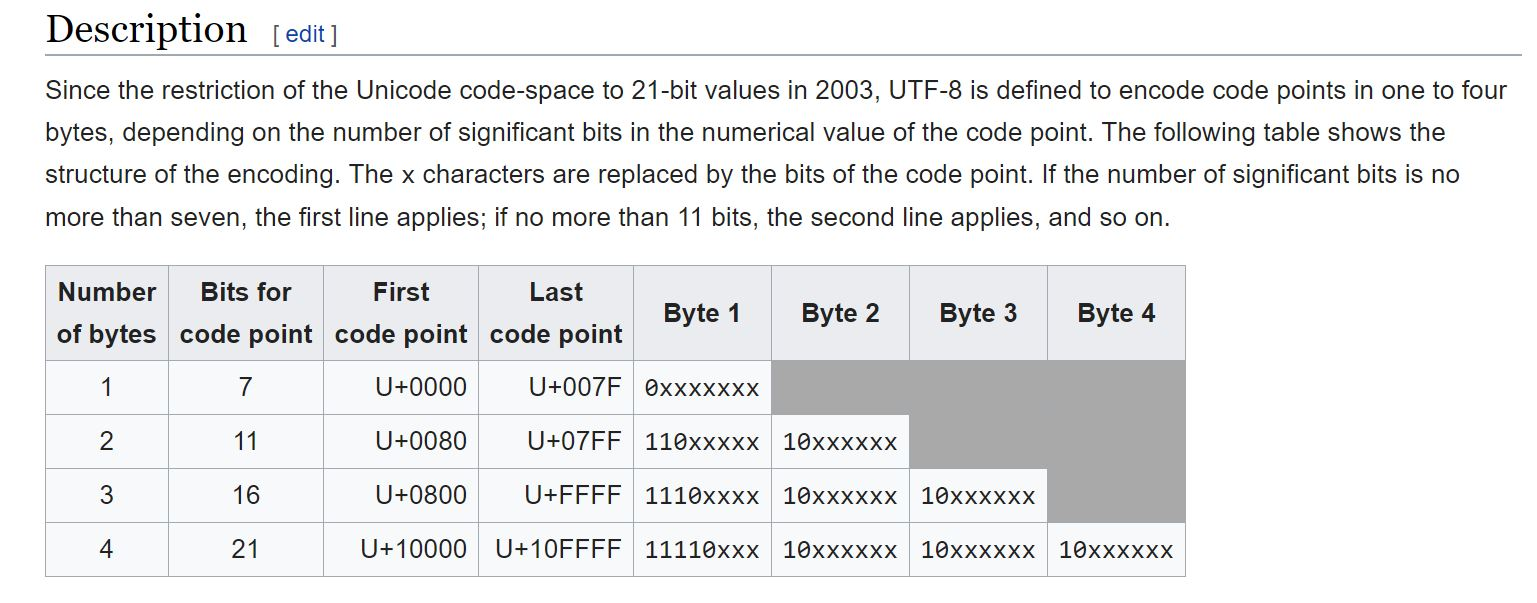 Description [ edit ]
Since the restriction of the Unicode code-space to 21-bit values in 2003, UTF-8 is defined to encode code points in one to four
bytes, depending on the number of significant bits in the numerical value of the code point. The following table shows the
structure of the encoding. The x characters are replaced by the bits of the code point. If the number of significant bits is no
more than seven, the first line applies; if no more than 11 bits, the second line applies, and so on.
Number of bytes Bits for code point First code point Last code point Byte 1 Byte 2 Byte 3 Byte 4
1 7 U+0000 U+007F 0xxxxxxx
2 11 U+0080 U+07FF 110xxxxx 10xxxxxx
3 16 U+0800 U+FFFF 1110xxxx 10xxxxxx 10xxxxxx
4 21 U+10000 U+10FFFF 11110xxx 10xxxxxx 10xxxxxx 10xxxxxx